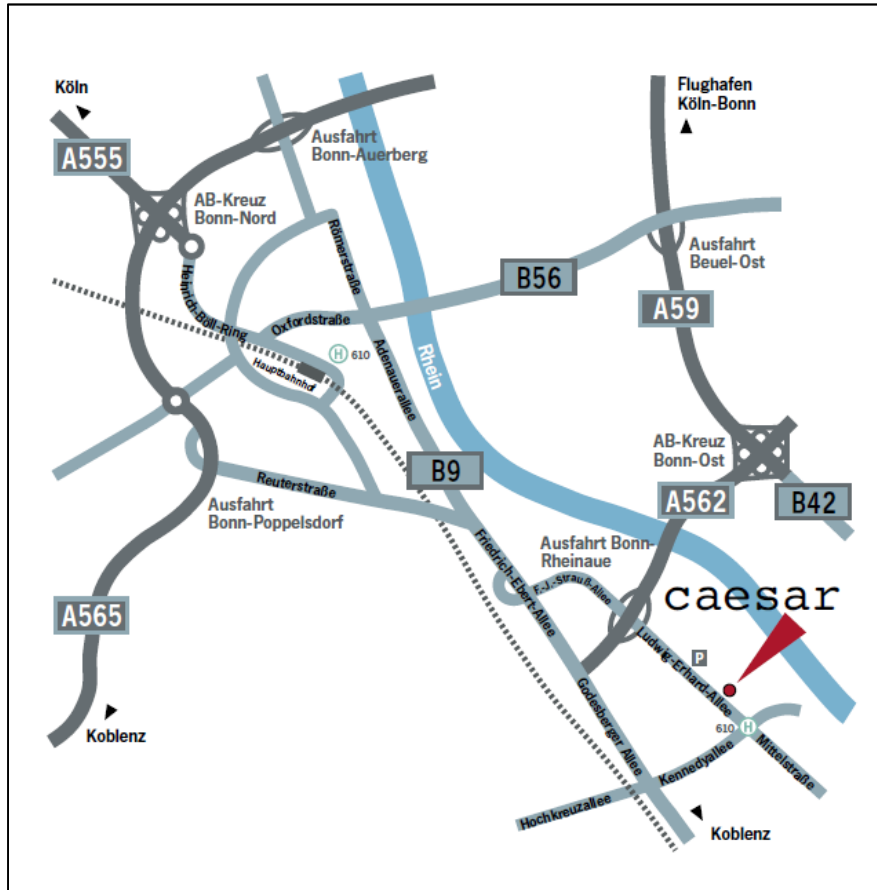 Köln
Flughafen
Köln-Bonn
A555
Ausfahrt
Bonn-Auerberg
AB-Kreuz
Bonn-Nord
Römerstraße
Ausfahrt
Beuel-Ost
Heinrich-Böll-Ring
B56
A59
Oxfordstraße
H 610
Hauptbahnhof
Adenauerallee
Rhein
AB-Kreuz
Bonn-Ost
B9
Reuterstraße
A562
B42
Ausfahrt
Bonn-Poppelsdorf
Ausfahrt Bonn-
Rheinaue
Friedrich-Ebert-Allee
F.-J.-Strauß-Allee
caesar
A565
Ludwig-Erhard-Allee
P
Godesberger Allee
610 H
Koblenz
Kennedyallee
Mittelstraße
Hochkreuzallee
Koblenz